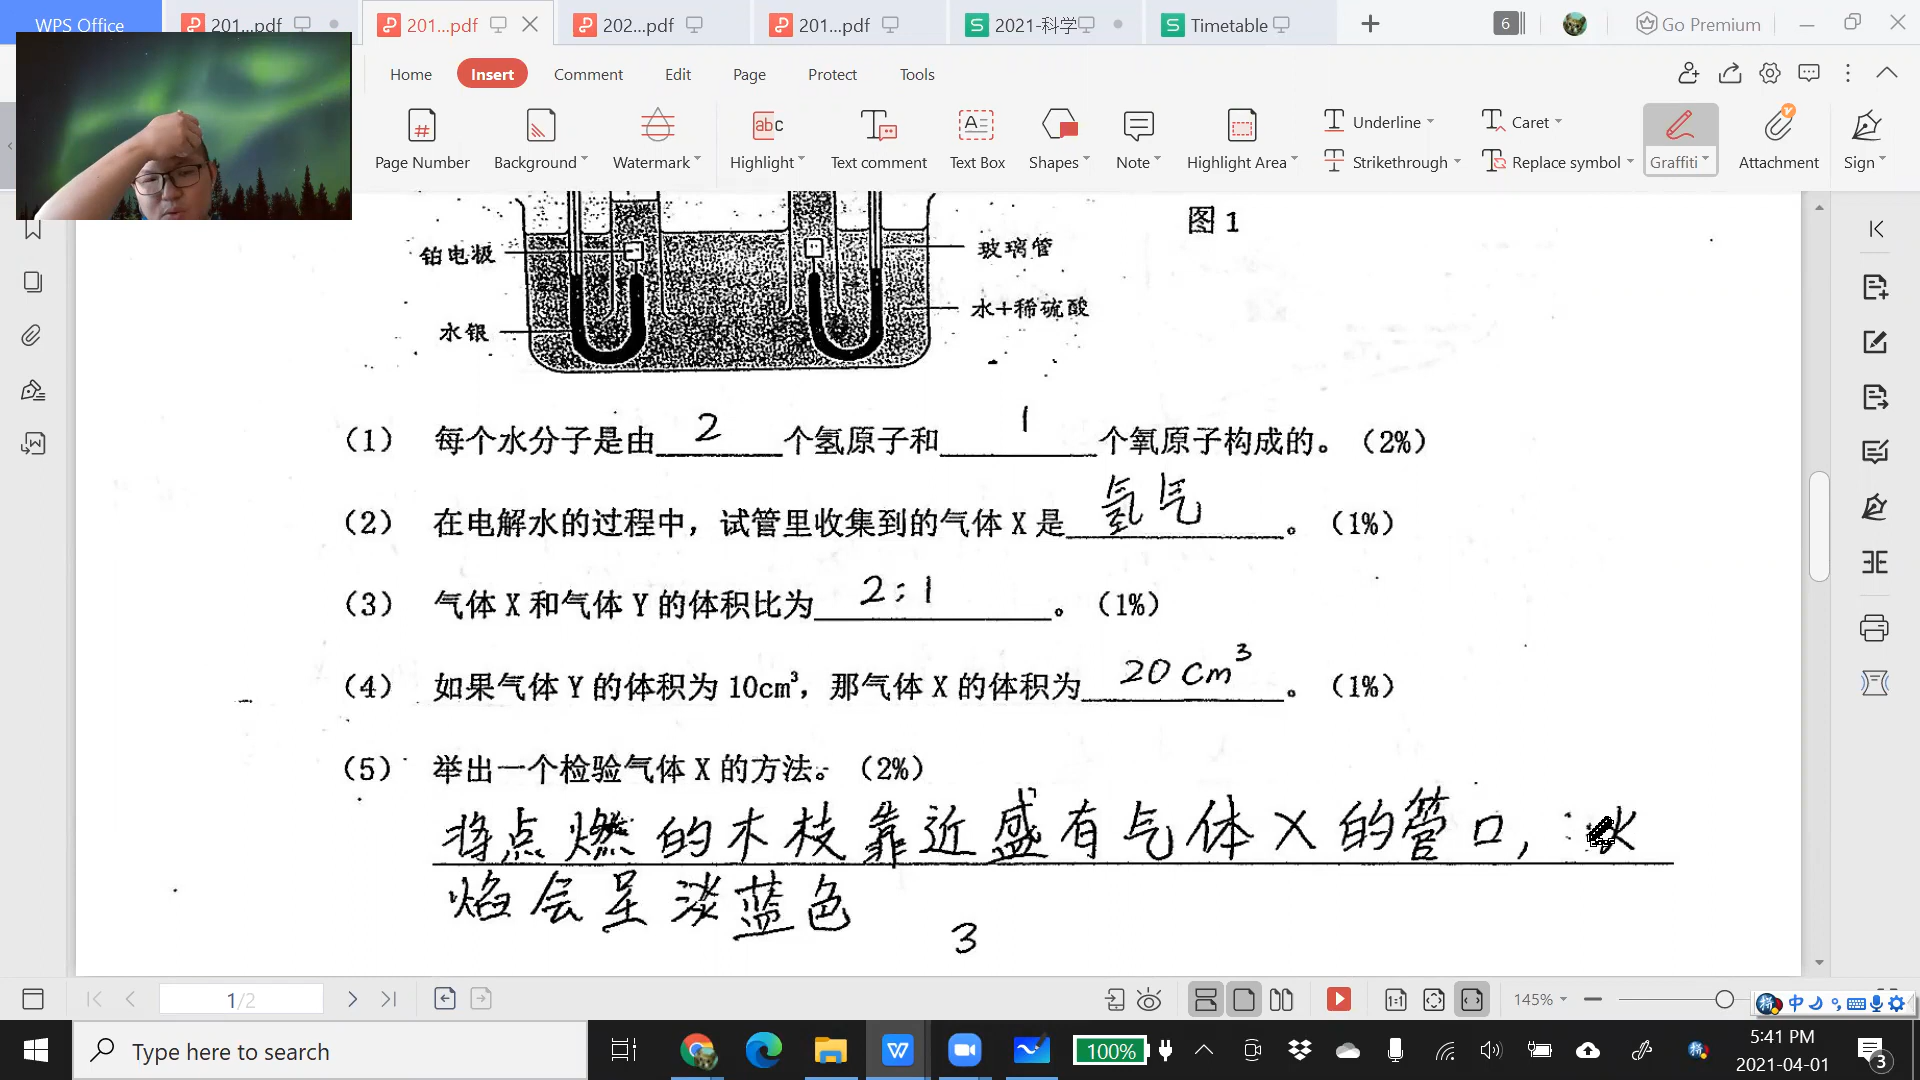 WPS Office
201...pdf
201...pdf
202...pdf
201...pdf
2021-科学
Timetable
6
Go Premium
Home
Insert
Comment
Edit
Page
Protect
Tools
Page Number
Background
Watermark
Highlight
Text comment
Text Box
Shapes
Note
Highlight Area
Underline
Strikethrough
Caret
Replace symbol
Graffiti
Attachment
Sign
图1
铂电极
玻璃管
水银
水+稀硫酸
(1) 每个水分子是由 2 个氢原子和 1 个氧原子构成的。(2%)
(2) 在电解水的过程中,试管里收集到的气体 X 是 氢气 。(1%)
(3) 气体 X 和气体 Y 的体积比为 2:1 。(1%)
(4) 如果气体 Y 的体积为 10cm³,那气体 X 的体积为 20 cm³ 。(1%)
(5) 举出一个检验气体 X 的方法。(2%)
将点燃的木枝靠近盛有气体X的管口,火
焰层呈淡蓝色
3
1/2
145%
中
Type here to search
100%
5:41 PM
2021-04-01
3